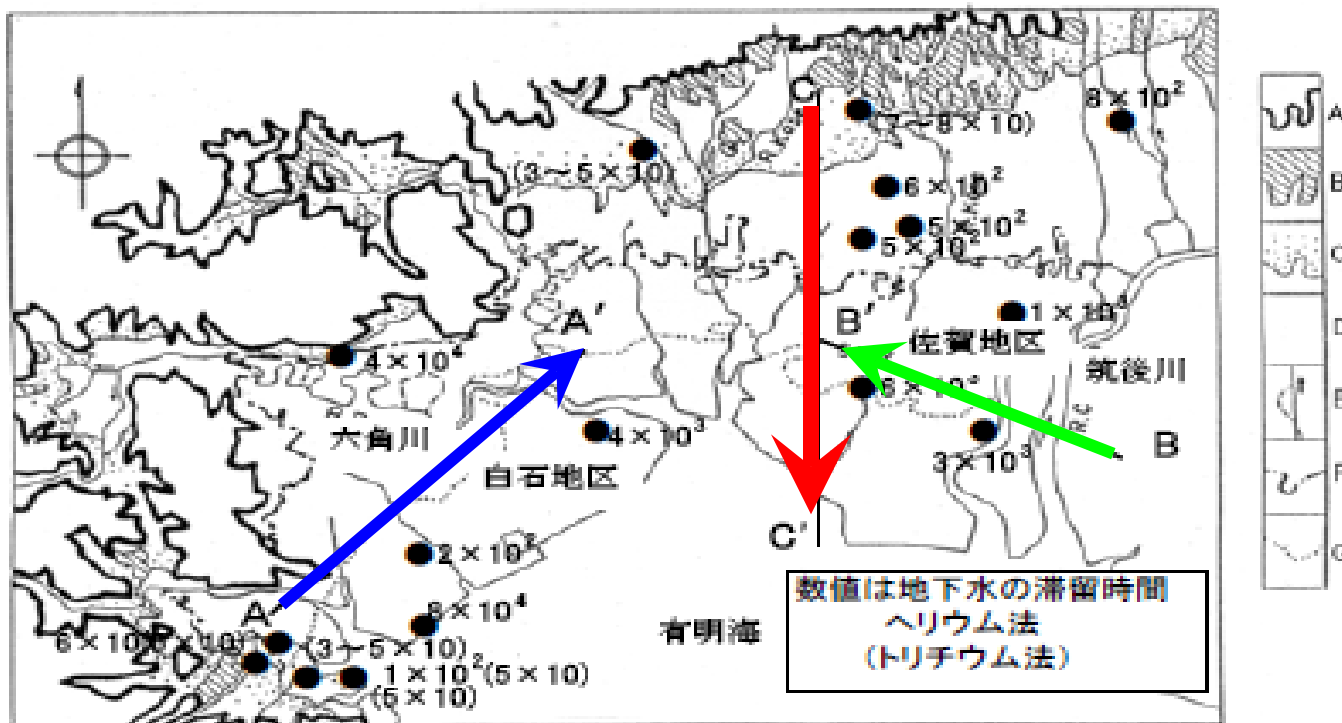 C
8×10²
(7~8×10)
(3~5×10)
6×10²
5×10²
5×10²
A'
B'
佐賀地区
筑後川
4×10⁴
六角川
4×10³
白石地区
3×10³
B
C'
2×10²
A
(3~5×10)
1×10²(5×10)
(5×10)
有明海
数値は地下水の滞留時間
ヘリウム法
(トリチウム法)
A
B
C
D
E
F
G